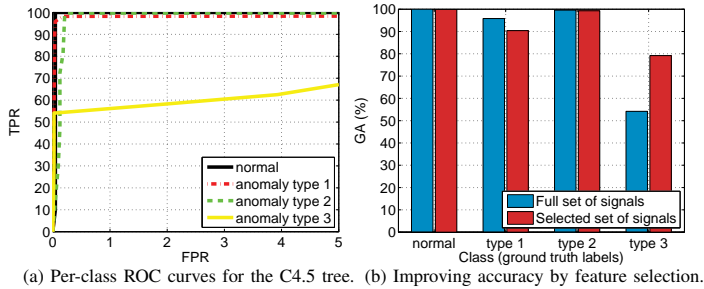 100
90
80
70
60
50
40
30
20
10
0
TPR
0 1 2 3 4 5
FPR
normal
anomaly type 1
anomaly type 2
anomaly type 3
(a) Per-class ROC curves for the C4.5 tree.
100
90
80
70
60
50
40
30
20
10
0
GA (%)
Full set of signals
Selected set of signals
normal type 1 type 2 type 3
Class (ground truth labels)
(b) Improving accuracy by feature selection.